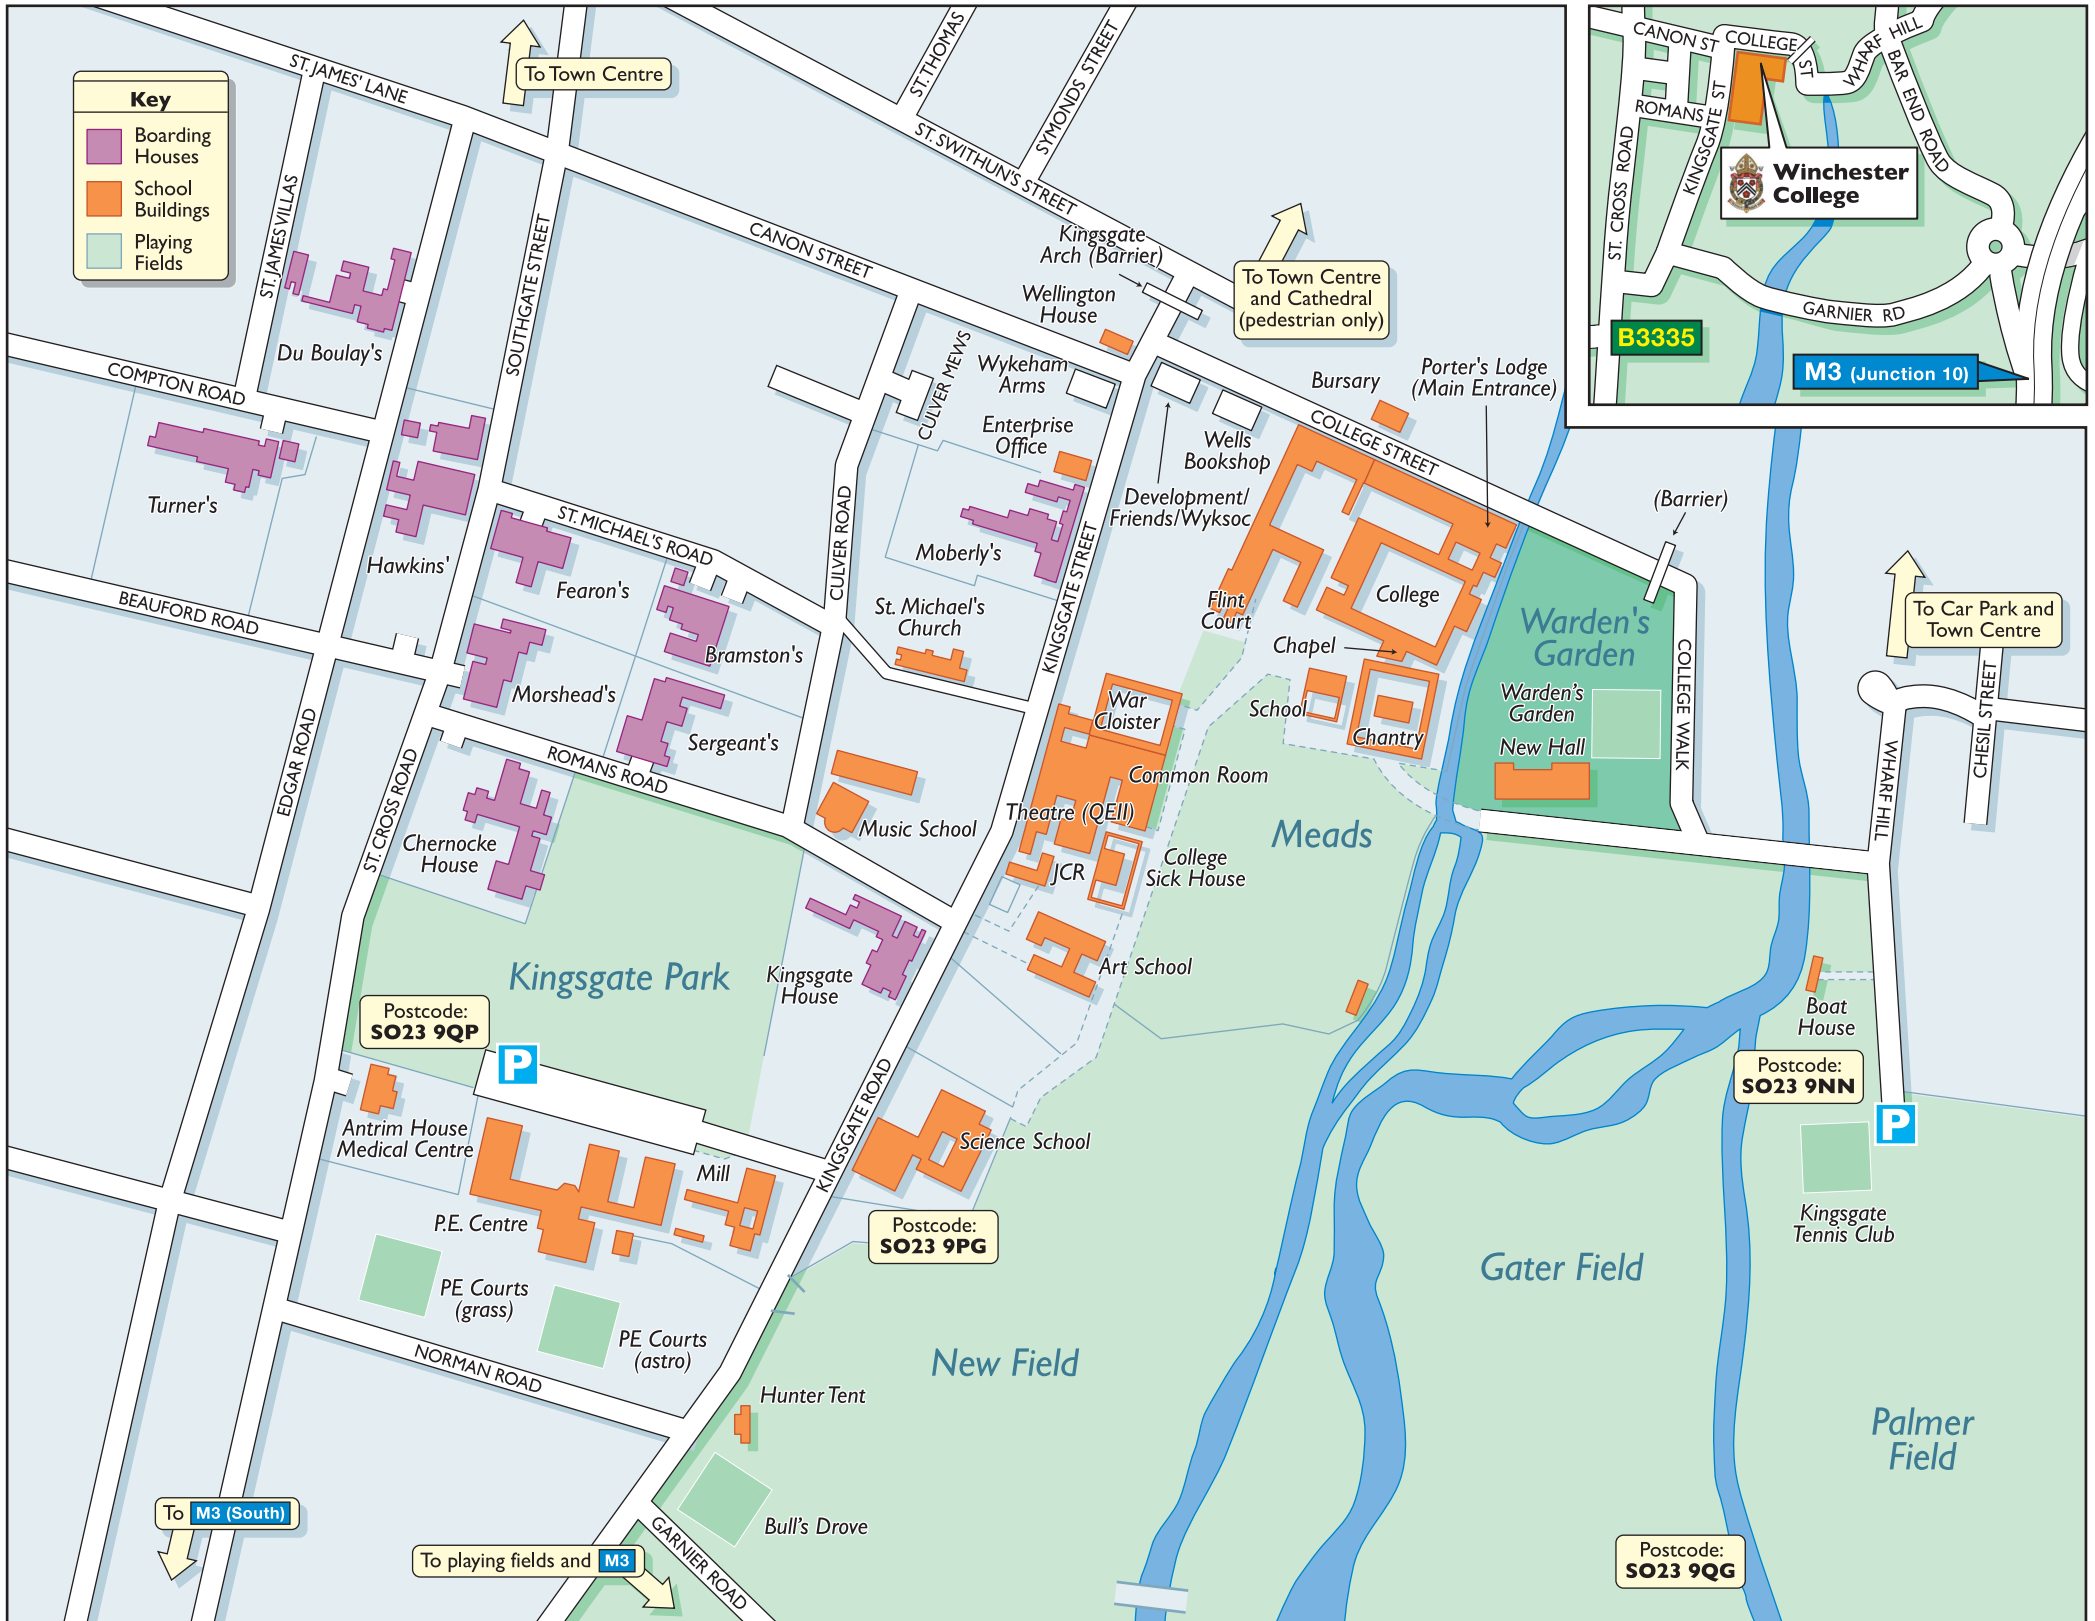 Key
Boarding
Houses
School
Buildings
Playing
Fields
ST. JAMES' LANE
To Town Centre
ST. THOMAS
SYMONDS STREET
ST. SWITHUN'S STREET
ST. JAMES VILLAS
SOUTHGATE STREET
CANON STREET
Kingsgate
Arch (Barrier)
To Town Centre
and Cathedral
(pedestrian only)
Wellington
House
Du Boulay's
COMPTON ROAD
CULVER MEWS
Wykeham
Arms
Enterprise
Office
Bursary
Porter's Lodge
(Main Entrance)
COLLEGE STREET
Wells
Bookshop
Development/
Friends/Wyksoc
Turner's
Hawkins'
ST. MICHAEL'S ROAD
CULVER ROAD
Moberly's
KINGSGATE STREET
(Barrier)
Fearon's
BEAUFORD ROAD
St. Michael's
Church
Flint
Court
College
Chapel
Warden's
Garden
To Car Park and
Town Centre
Bramston's
Morshead's
War
Cloister
School
Chantry
Warden's
Garden
New Hall
COLLEGE WALK
CHESIL STREET
WHARF HILL
Sergeant's
EDGAR ROAD
ST. CROSS ROAD
ROMANS ROAD
Common Room
Theatre (QEII)
Music School
Meads
Chernocke
House
JCR
College
Sick House
Kingsgate Park
Kingsgate
House
Art School
Boat
House
Postcode:
SO23 9QP
P
Postcode:
SO23 9NN
P
KINGSGATE ROAD
Antrim House
Medical Centre
Science School
Mill
P.E. Centre
Postcode:
SO23 9PG
Kingsgate
Tennis Club
Gater Field
PE Courts
(grass)
PE Courts
(astro)
New Field
NORMAN ROAD
Hunter Tent
Palmer
Field
To M3 (South)
Bull's Drove
To playing fields and M3
GARNIER ROAD
Postcode:
SO23 9QG
CANON ST
COLLEGE
ST
WHARF HILL
BAR END ROAD
ROMANS
KINGSGATE ST
ST. CROSS ROAD
Winchester
College
GARNIER RD
B3335
M3 (Junction 10)